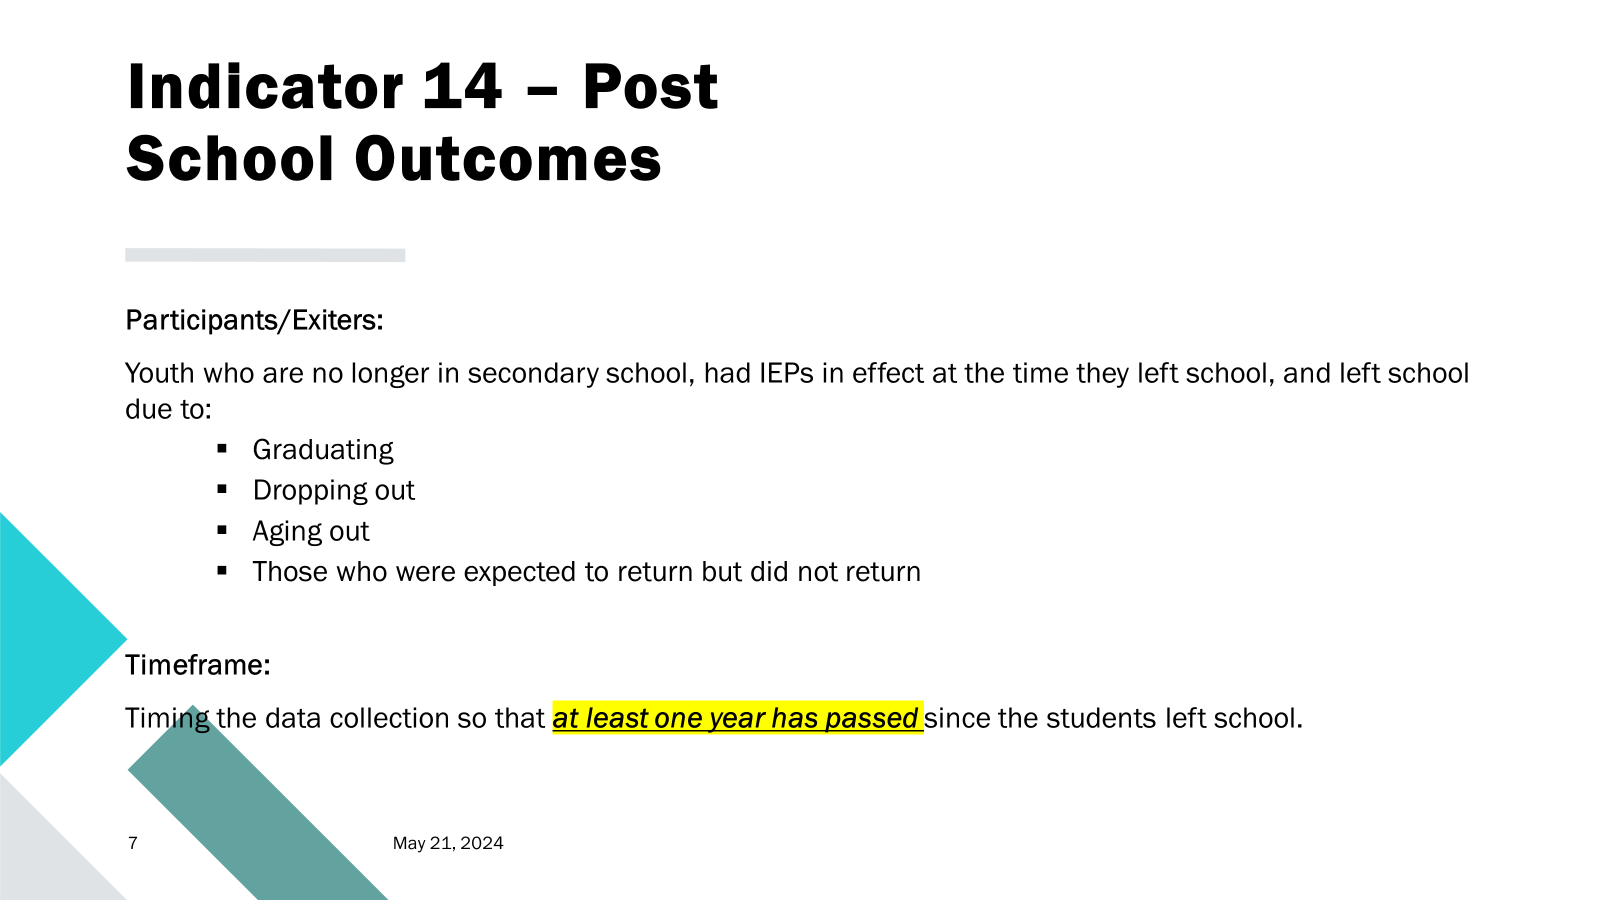 Indicator 14 – Post
School Outcomes
Participants/Exiters:
Youth who are no longer in secondary school, had IEPs in effect at the time they left school, and left school
due to:
▪ Graduating
▪ Dropping out
▪ Aging out
▪ Those who were expected to return but did not return
Timeframe:
Timing the data collection so that at least one year has passed since the students left school.
7 May 21, 2024